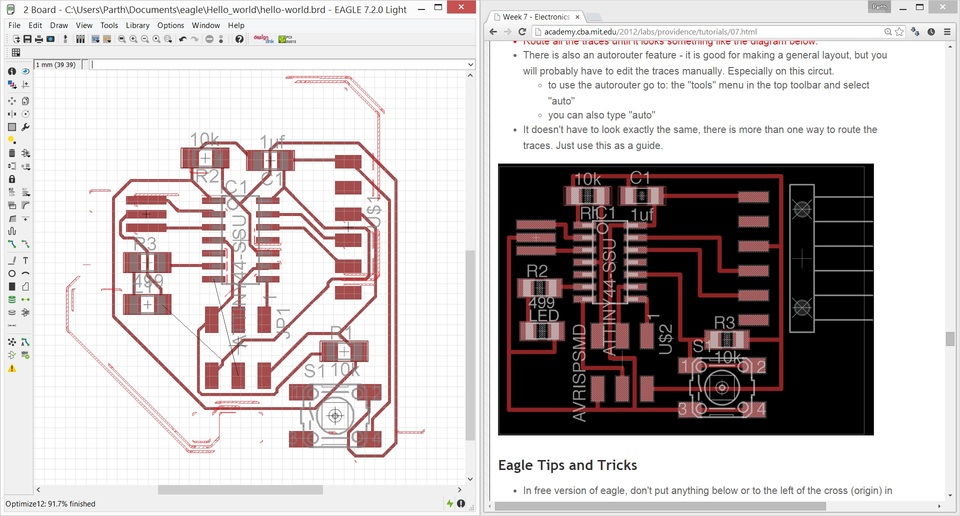 2 Board - C:\Users\Parth\Documents\eagle\Hello_world\hello-world.brd - EAGLE 7.2.0 Light
File Edit Draw View Tools Library Options Window Help
1 mm (39 39)
10k
1uf
R2
C1
C1
U$1
R3
499
ATTINY44-SSU
JP1
R1
S1 10k
Optimize12: 91.7% finished
Week 7 - Electronics
Parth
academy.cba.mit.edu/2012/labs/providence/tutorials/07.html
Route all the traces until it looks something like the diagram below.
There is also an autorouter feature - it is good for making a general layout, but you
will probably have to edit the traces manually. Especially on this circut.
to use the autorouter go to: the "tools" menu in the top toolbar and select
"auto"
you can also type "auto"
It doesn't have to look exactly the same, there is more than one way to route the
traces. Just use this as a guide.
10k
C1
IC1
1uf
R2
499
LED
ATTINY44-SSU
AVRISPSMD
1
U$2
R3
S1
10k
1
2
3
4
Eagle Tips and Tricks
In free version of eagle, don't put anything below or to the left of the cross (origin) in